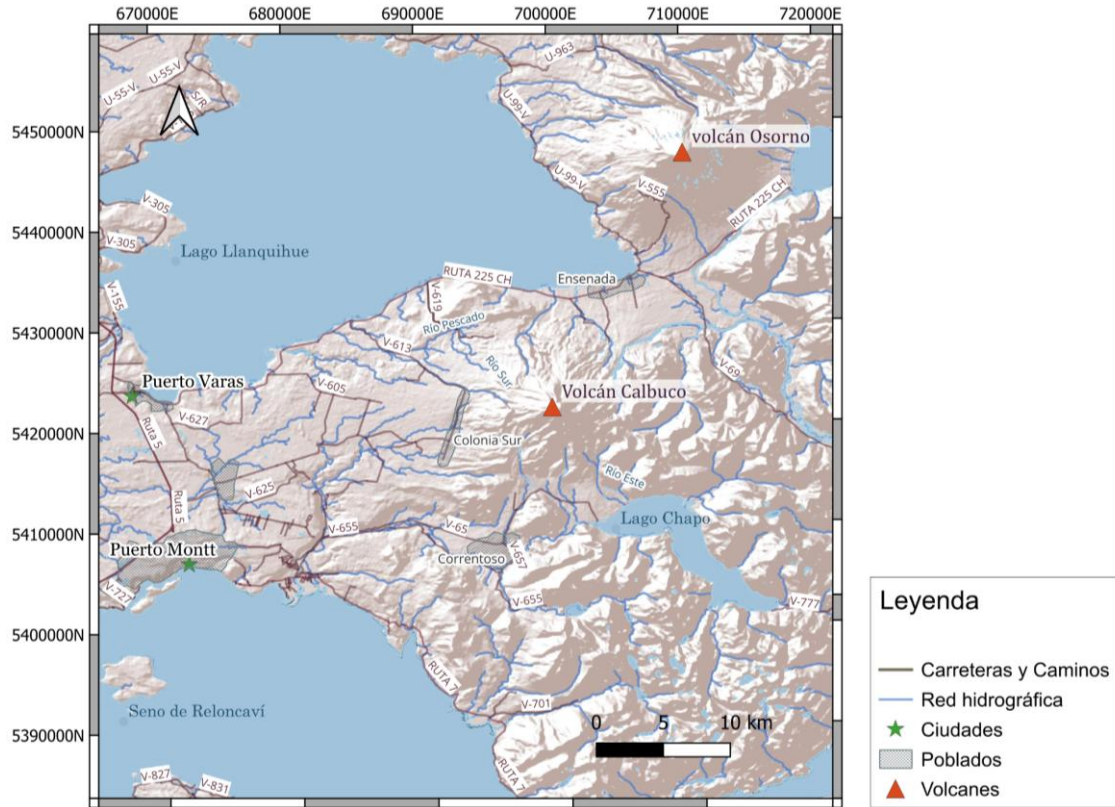 670000E 680000E 690000E 700000E 710000E 720000E
U-963
U-55-V
U-55-V
S/R
U-99-V
5450000N
volcán Osorno
U-99-V
V-555
RUTA 225 CH
V-305
V-305
5440000N
Lago Llanquihue
RUTA 225 CH
Ensenada
V-155
V-619
5430000N
Río Pescado
V-613
Río Sur
V-69
Puerto Varas
V-605
Volcán Calbuco
V-627
5420000N
Ruta 5
Colonia Sur
V-625
Río Este
Ruta 5
Lago Chapo
V-655
V-65
5410000N
Puerto Montt
Correntoso
V-657
V-727
V-655
V-777
5400000N
RUTA 7
V-701
Seno de Reloncaví
0 5 10 km
5390000N
RUTA 7
V-827
V-831
Leyenda
Carreteras y Caminos
Red hidrográfica
Ciudades
Poblados
Volcanes